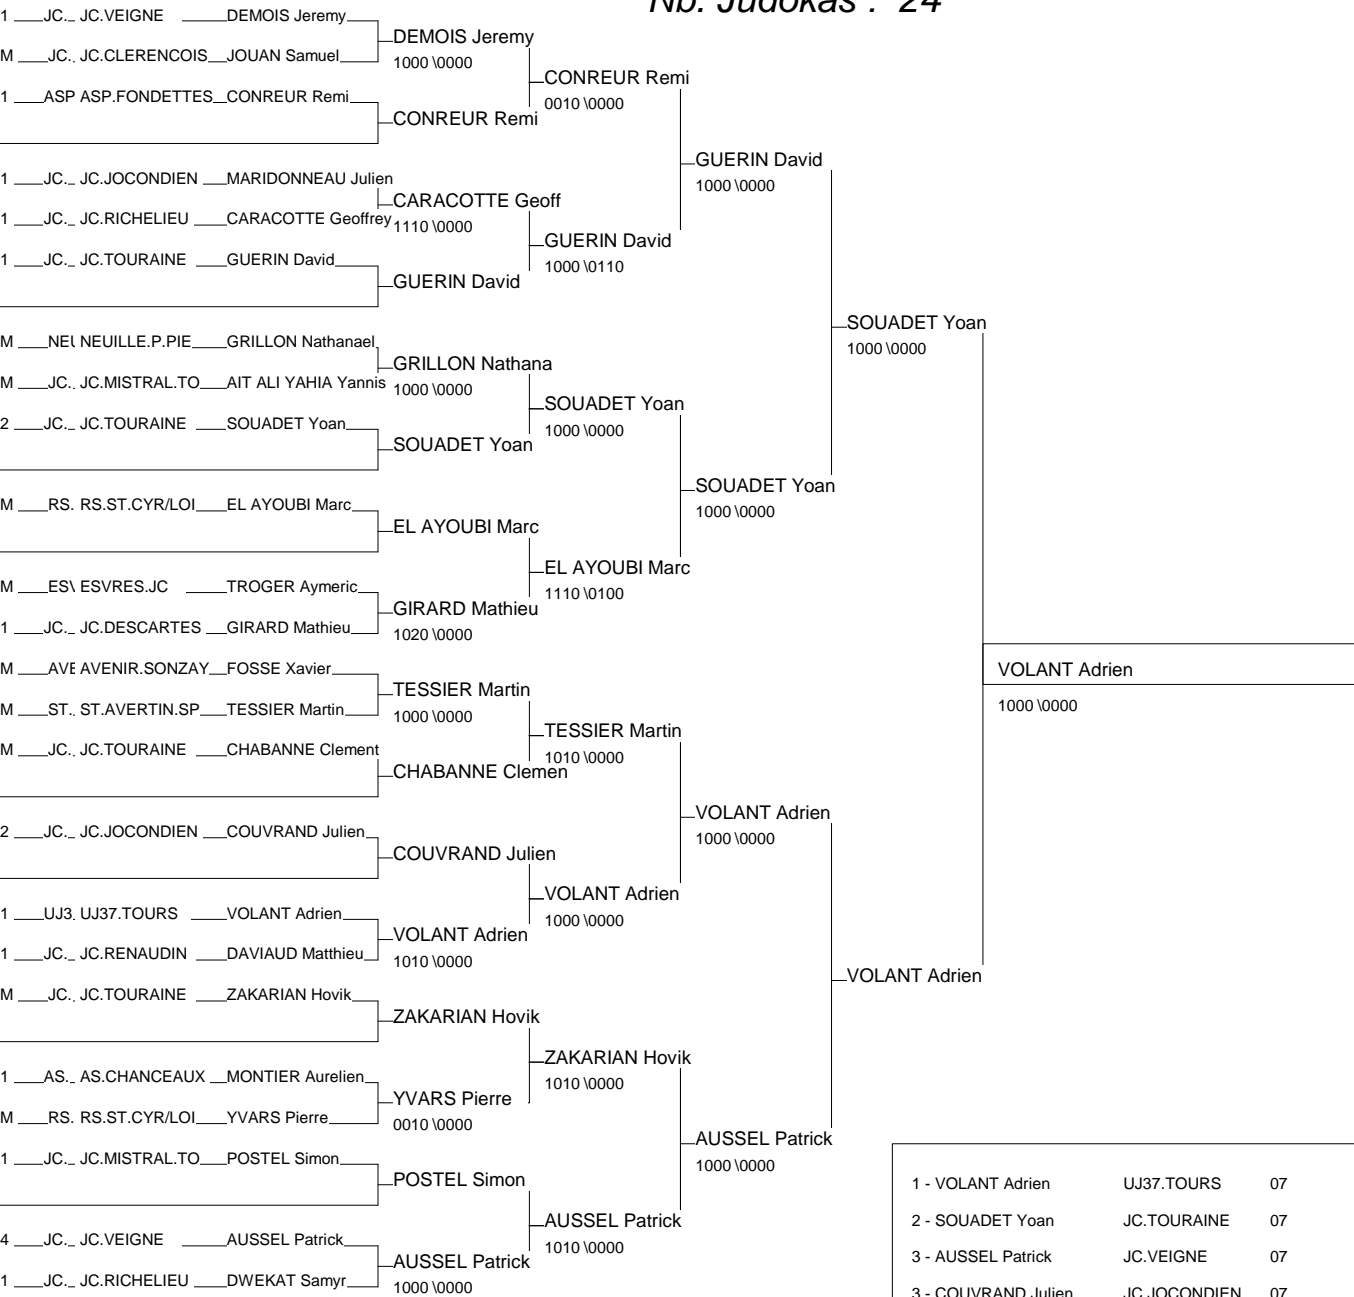 Nb. Judokas : 24
1 JC. JC.VEIGNE DEMOIS Jeremy
DEMOIS Jeremy
M JC. JC.CLERENCOIS JOUAN Samuel
1000 \0000
CONREUR Remi
1 ASP ASP.FONDETTES CONREUR Remi
0010 \0000
CONREUR Remi
GUERIN David
1 JC. JC.JOCONDIEN MARIDONNEAU Julien
1000 \0000
CARACOTTE Geoff
1 JC. JC.RICHELIEU CARACOTTE Geoffrey
1110 \0000
GUERIN David
1 JC. JC.TOURAINE GUERIN David
1000 \0110
GUERIN David
SOUADET Yoan
M NEU NEUILLE.P.PIE GRILLON Nathanael
1000 \0000
GRILLON Nathana
M JC. JC.MISTRAL.TO AIT ALI YAHIA Yannis
1000 \0000
SOUADET Yoan
2 JC. JC.TOURAINE SOUADET Yoan
1000 \0000
SOUADET Yoan
SOUADET Yoan
M RS. RS.ST.CYR/LOI EL AYOUBI Marc
1000 \0000
EL AYOUBI Marc
EL AYOUBI Marc
M ESV ESVRES.JC TROGER Aymeric
1110 \0100
GIRARD Mathieu
1 JC. JC.DESCARTES GIRARD Mathieu
1020 \0000
M AVE AVENIR.SONZAY FOSSE Xavier
VOLANT Adrien
1000 \0000
TESSIER Martin
M ST. ST.AVERTIN.SP TESSIER Martin
1000 \0000
TESSIER Martin
M JC. JC.TOURAINE CHABANNE Clement
1010 \0000
CHABANNE Clemen
VOLANT Adrien
2 JC. JC.JOCONDIEN COUVRAND Julien
1000 \0000
COUVRAND Julien
VOLANT Adrien
1 UJ3 UJ37.TOURS VOLANT Adrien
1000 \0000
VOLANT Adrien
1 JC. JC.RENAUDIN DAVIAUD Matthieu
1010 \0000
VOLANT Adrien
M JC. JC.TOURAINE ZAKARIAN Hovik
ZAKARIAN Hovik
ZAKARIAN Hovik
1 AS. AS.CHANCEAUX MONTIER Aurelien
1010 \0000
YVARS Pierre
M RS. RS.ST.CYR/LOI YVARS Pierre
0010 \0000
AUSSEL Patrick
1 JC. JC.MISTRAL.TO POSTEL Simon
1000 \0000
POSTEL Simon
1 - VOLANT Adrien UJ37.TOURS 07
AUSSEL Patrick
2 - SOUADET Yoan JC.TOURAINE 07
4 JC. JC.VEIGNE AUSSEL Patrick
1010 \0000
AUSSEL Patrick
3 - AUSSEL Patrick JC.VEIGNE 07
1 JC. JC.RICHELIEU DWEKAT Samyr
1000 \0000
3 - COUVRAND Julien JC.JOCONDIEN 07